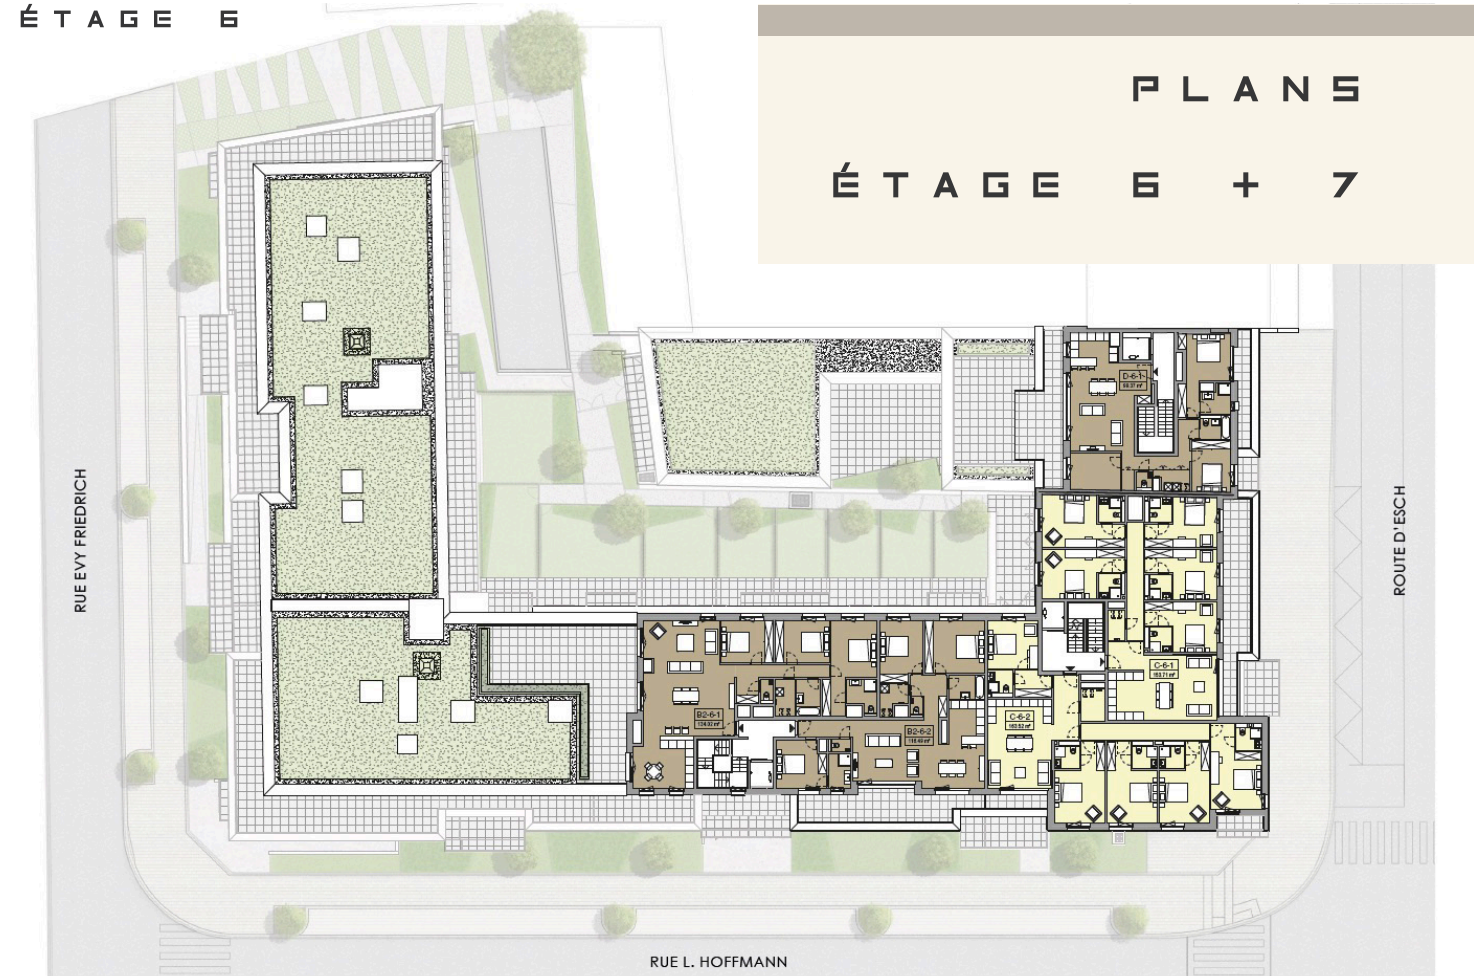 ÉTAGE 6
PLANS
ÉTAGE 6 + 7
D-6-1
RUE EVY FRIEDRICH
ROUTE D'ESCH
C-6-1
B2-6-1
C-6-2
B2-6-2
RUE L. HOFFMANN